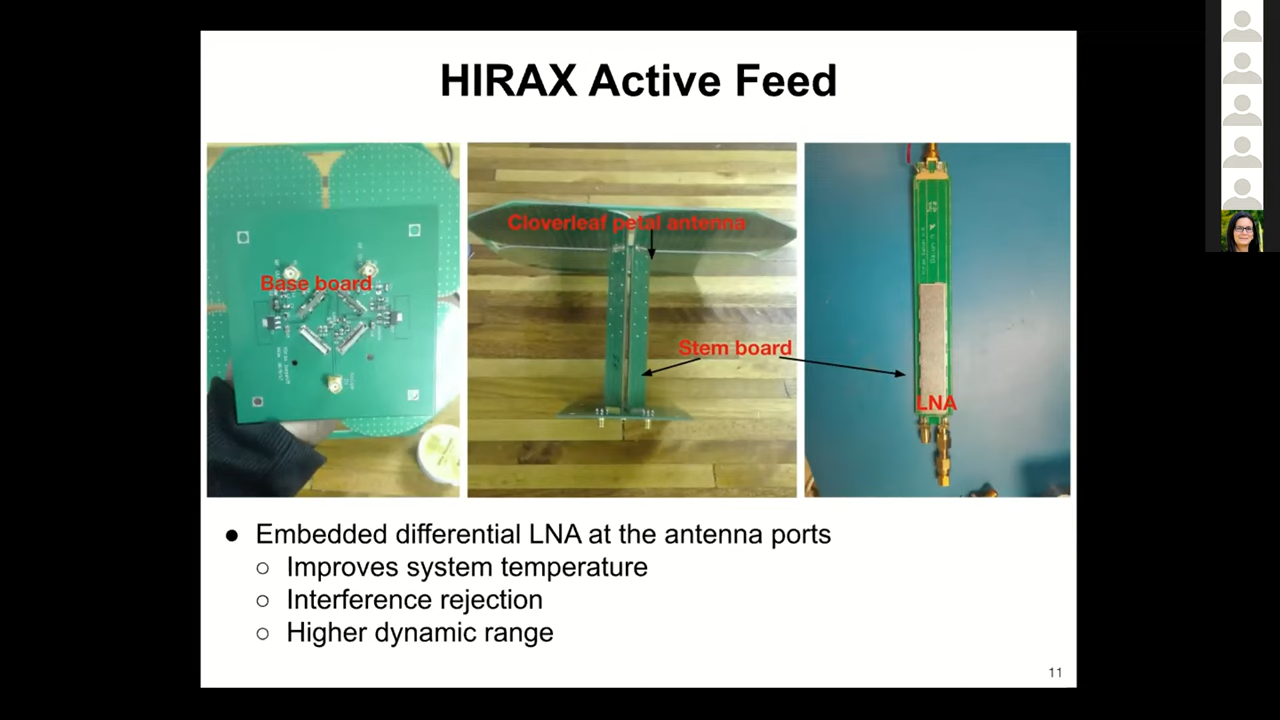 HIRAX Active Feed
Cloverleaf petal antenna
Base board
Stem board
LNA
● Embedded differential LNA at the antenna ports
○ Improves system temperature
○ Interference rejection
○ Higher dynamic range
11